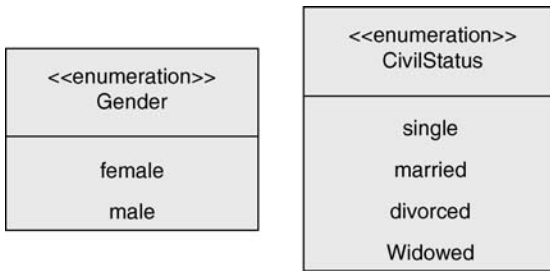 <<enumeration>>
Gender
female
male
<<enumeration>>
CivilStatus
single
married
divorced
Widowed